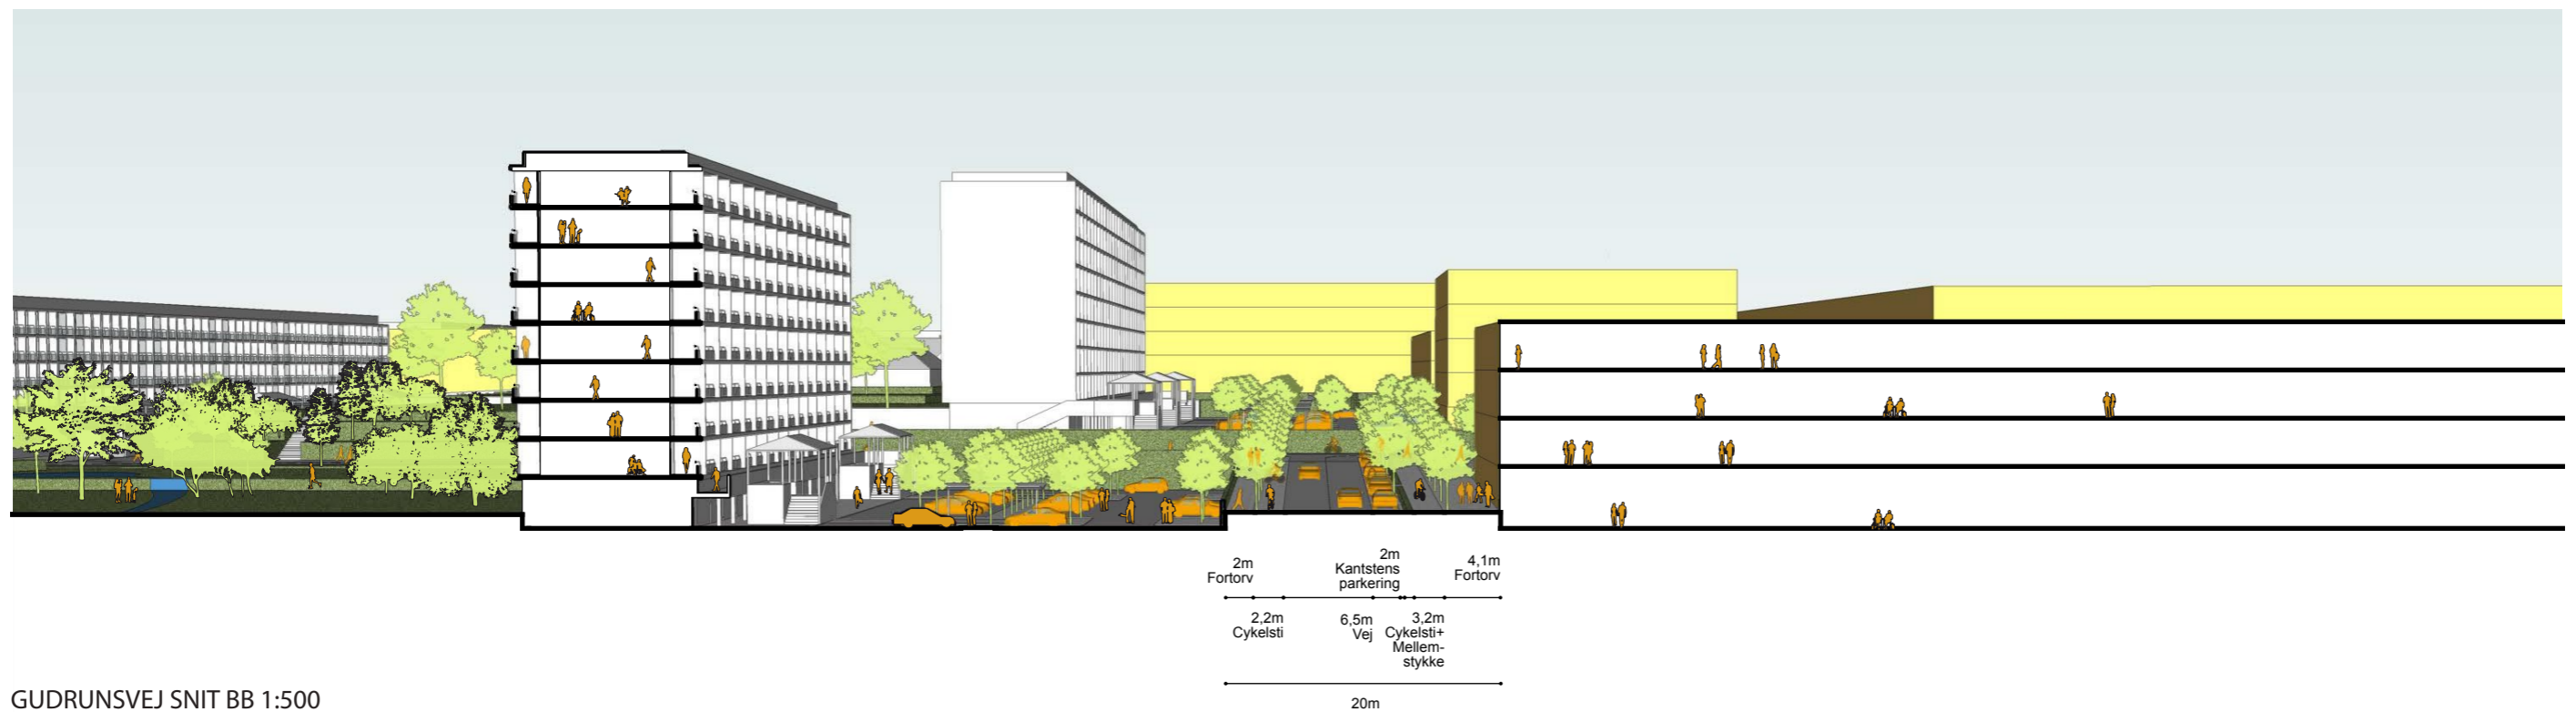 2m
Fortorv
2m
Kantstens
parkering
4,1m
Fortorv
2,2m
Cykelsti
6,5m
Vej
3,2m
Cykelsti+
Mellem-
stykke
20m
GUDRUNSVEJ SNIT BB 1:500